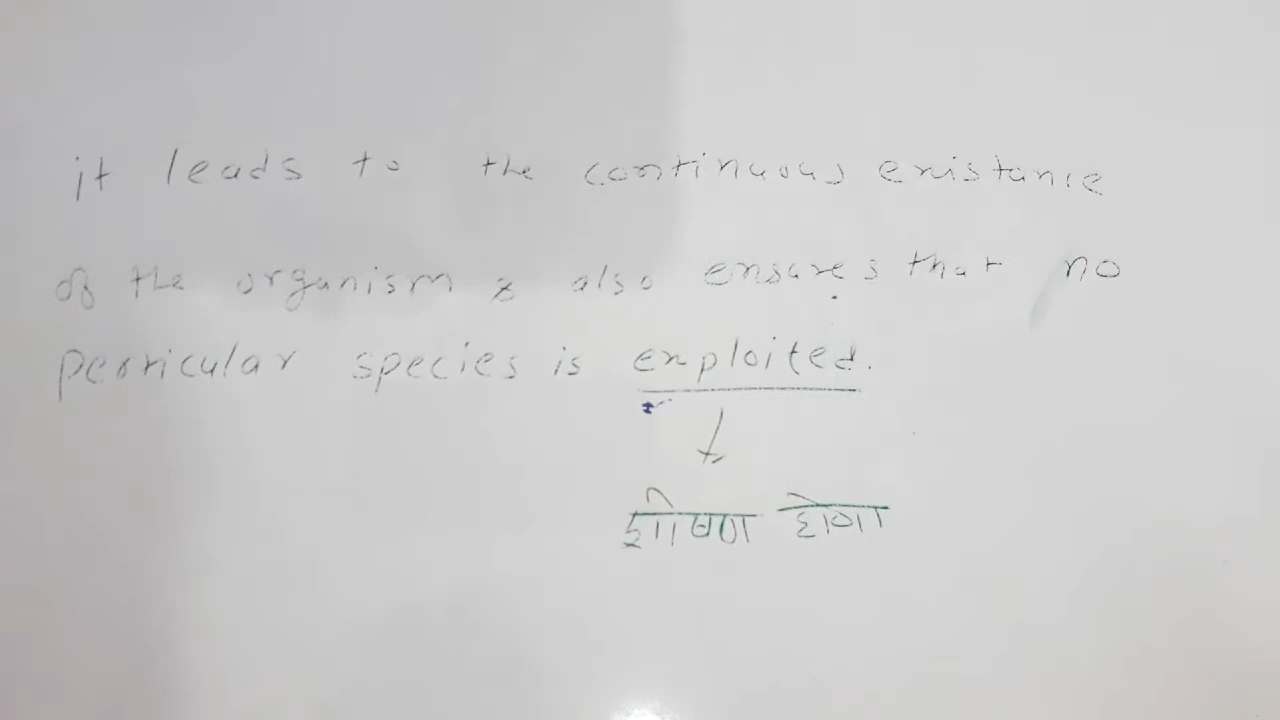 it leads to the continuous existance
of the organism & also ensures that no
perticular species is exploited.
शोषण होगा